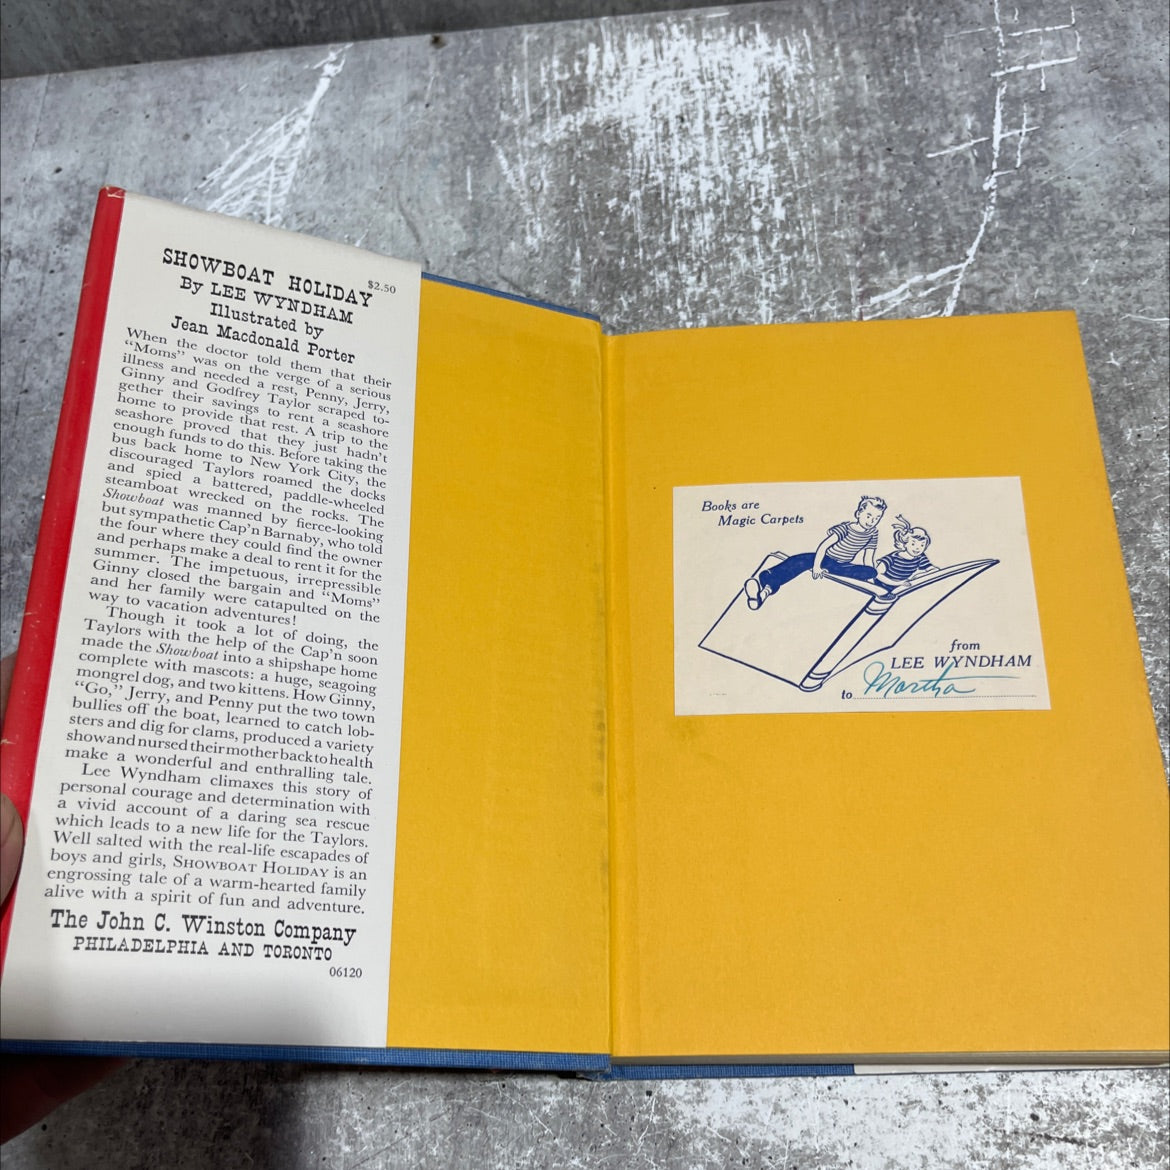 SHOWBOAT HOLIDAY
$2.50
By LEE WYNDHAM
Illustrated by
Jean Macdonald Porter
When the doctor told them that their
"Moms" was on the verge of a serious
illness and needed a rest, Penny, Jerry,
Ginny and Godfrey Taylor scraped to-
gether their savings to rent a seashore
home to provide that rest. A trip to the
seashore proved that they just hadn't
enough funds to do this. Before taking the
bus back home to New York City, the
discouraged Taylors roamed the docks
and spied a battered, paddle-wheeled
steamboat wrecked on the rocks. The
Showboat was manned by fierce-looking
but sympathetic Cap'n Barnaby, who told
the four where they could find the owner
and perhaps make a deal to rent it for the
summer. The impetuous, irrepressible
Ginny closed the bargain and "Moms"
and her family were catapulted on the
way to vacation adventures!
Though it took a lot of doing, the
Taylors with the help of the Cap'n soon
made the Showboat into a shipshape home
complete with mascots: a huge, seagoing
mongrel dog, and two kittens. How Ginny,
"Go," Jerry, and Penny put the two town
bullies off the boat, learned to catch lob-
sters and dig for clams, produced a variety
show and nursed their mother back to health
make a wonderful and enthralling tale.
Lee Wyndham climaxes this story of
personal courage and determination with
a vivid account of a daring sea rescue
which leads to a new life for the Taylors.
Well salted with the real-life escapades of
boys and girls, SHOWBOAT HOLIDAY is an
engrossing tale of a warm-hearted family
alive with a spirit of fun and adventure.
The John C. Winston Company
PHILADELPHIA AND TORONTO
06120
Books are
Magic Carpets
from
LEE WYNDHAM
to Martha